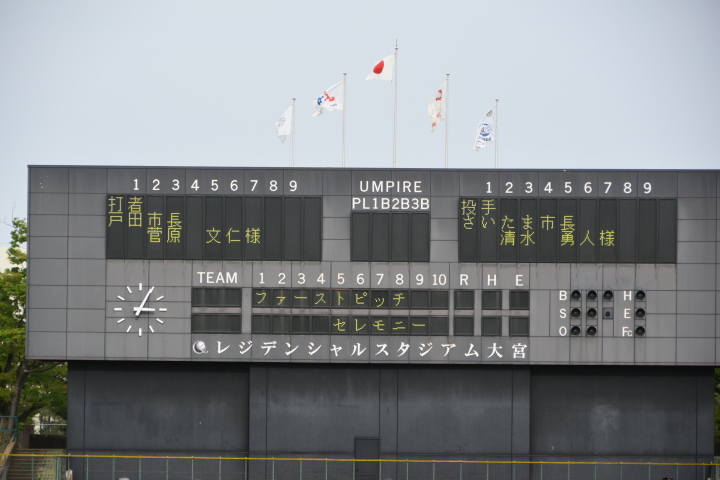 1 2 3 4 5 6 7 8 9
UMPIRE
1 2 3 4 5 6 7 8 9
PL1B2B3B
打者
戸田市長
菅原 文仁様
投手
さいたま市長
清水 勇人様
TEAM 1 2 3 4 5 6 7 8 9 10 R H E
ファーストピッチ
セレモニー
B H
S E
O Fc
レジデンシャルスタジアム大宮